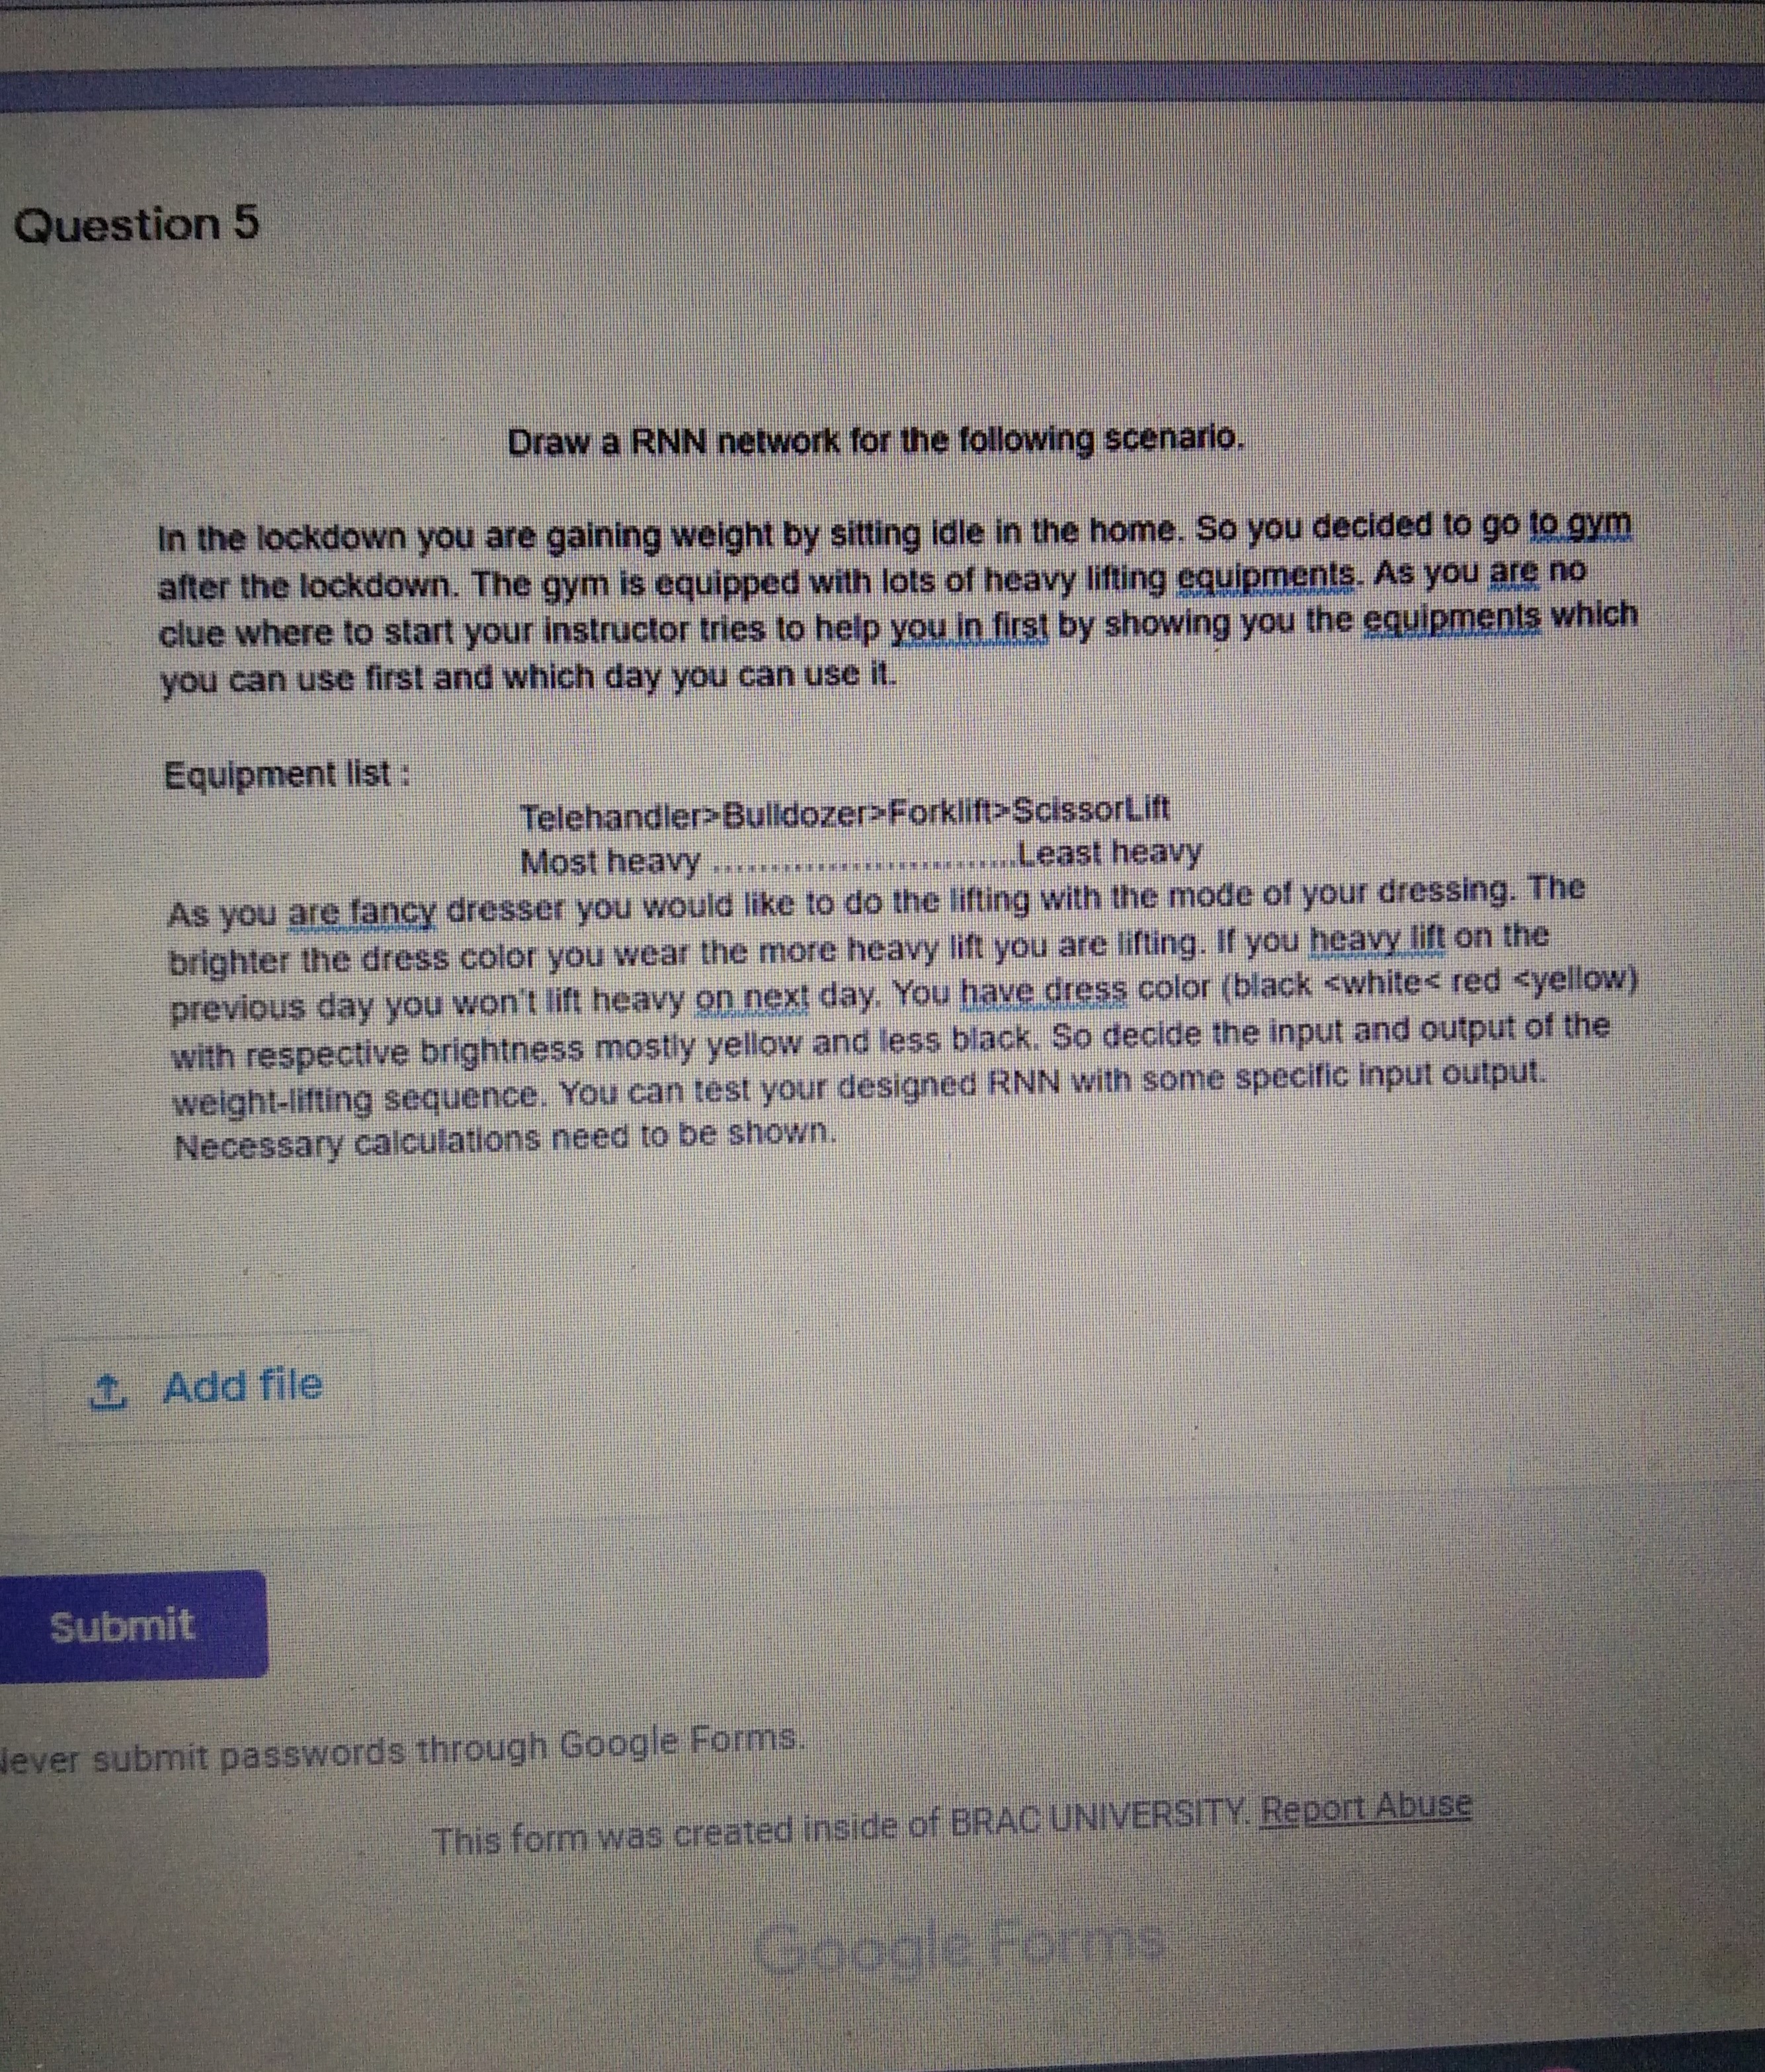 Question 5
Draw a RNN network for the following scenario.
In the lockdown you are gaining weight by sitting idle in the home. So you decided to go to gym
after the lockdown. The gym is equipped with lots of heavy lifting equipments. As you are no
clue where to start your instructor tries to help you in first by showing you the equipments which
you can use first and which day you can use it.
Equipment list :
Telehandler>Bulldozer>Forklift>ScissorLift
Most heavy ..............................Least heavy
As you are fancy dresser you would like to do the lifting with the mode of your dressing. The
brighter the dress color you wear the more heavy lift you are lifting. If you heavy lift on the
previous day you won't lift heavy on next day. You have dress color (black <white< red <yellow)
with respective brightness mostly yellow and less black. So decide the input and output of the
weight-lifting sequence. You can test your designed RNN with some specific input output.
Necessary calculations need to be shown.
Add file
Submit
Never submit passwords through Google Forms.
This form was created inside of BRAC UNIVERSITY. Report Abuse
Google Forms